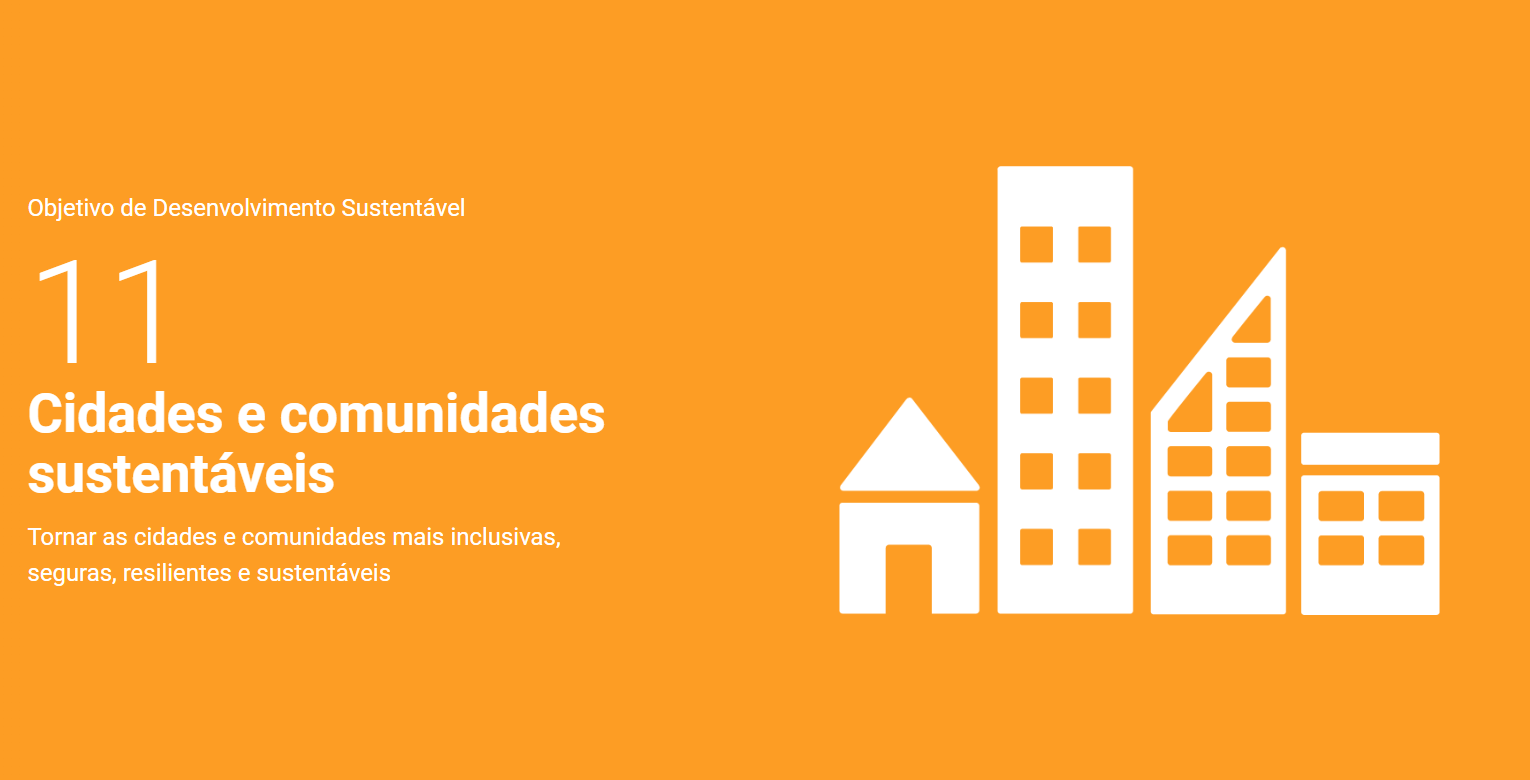 Objetivo de Desenvolvimento Sustentável
11
Cidades e comunidades
sustentáveis
Tornar as cidades e comunidades mais inclusivas,
seguras, resilientes e sustentáveis